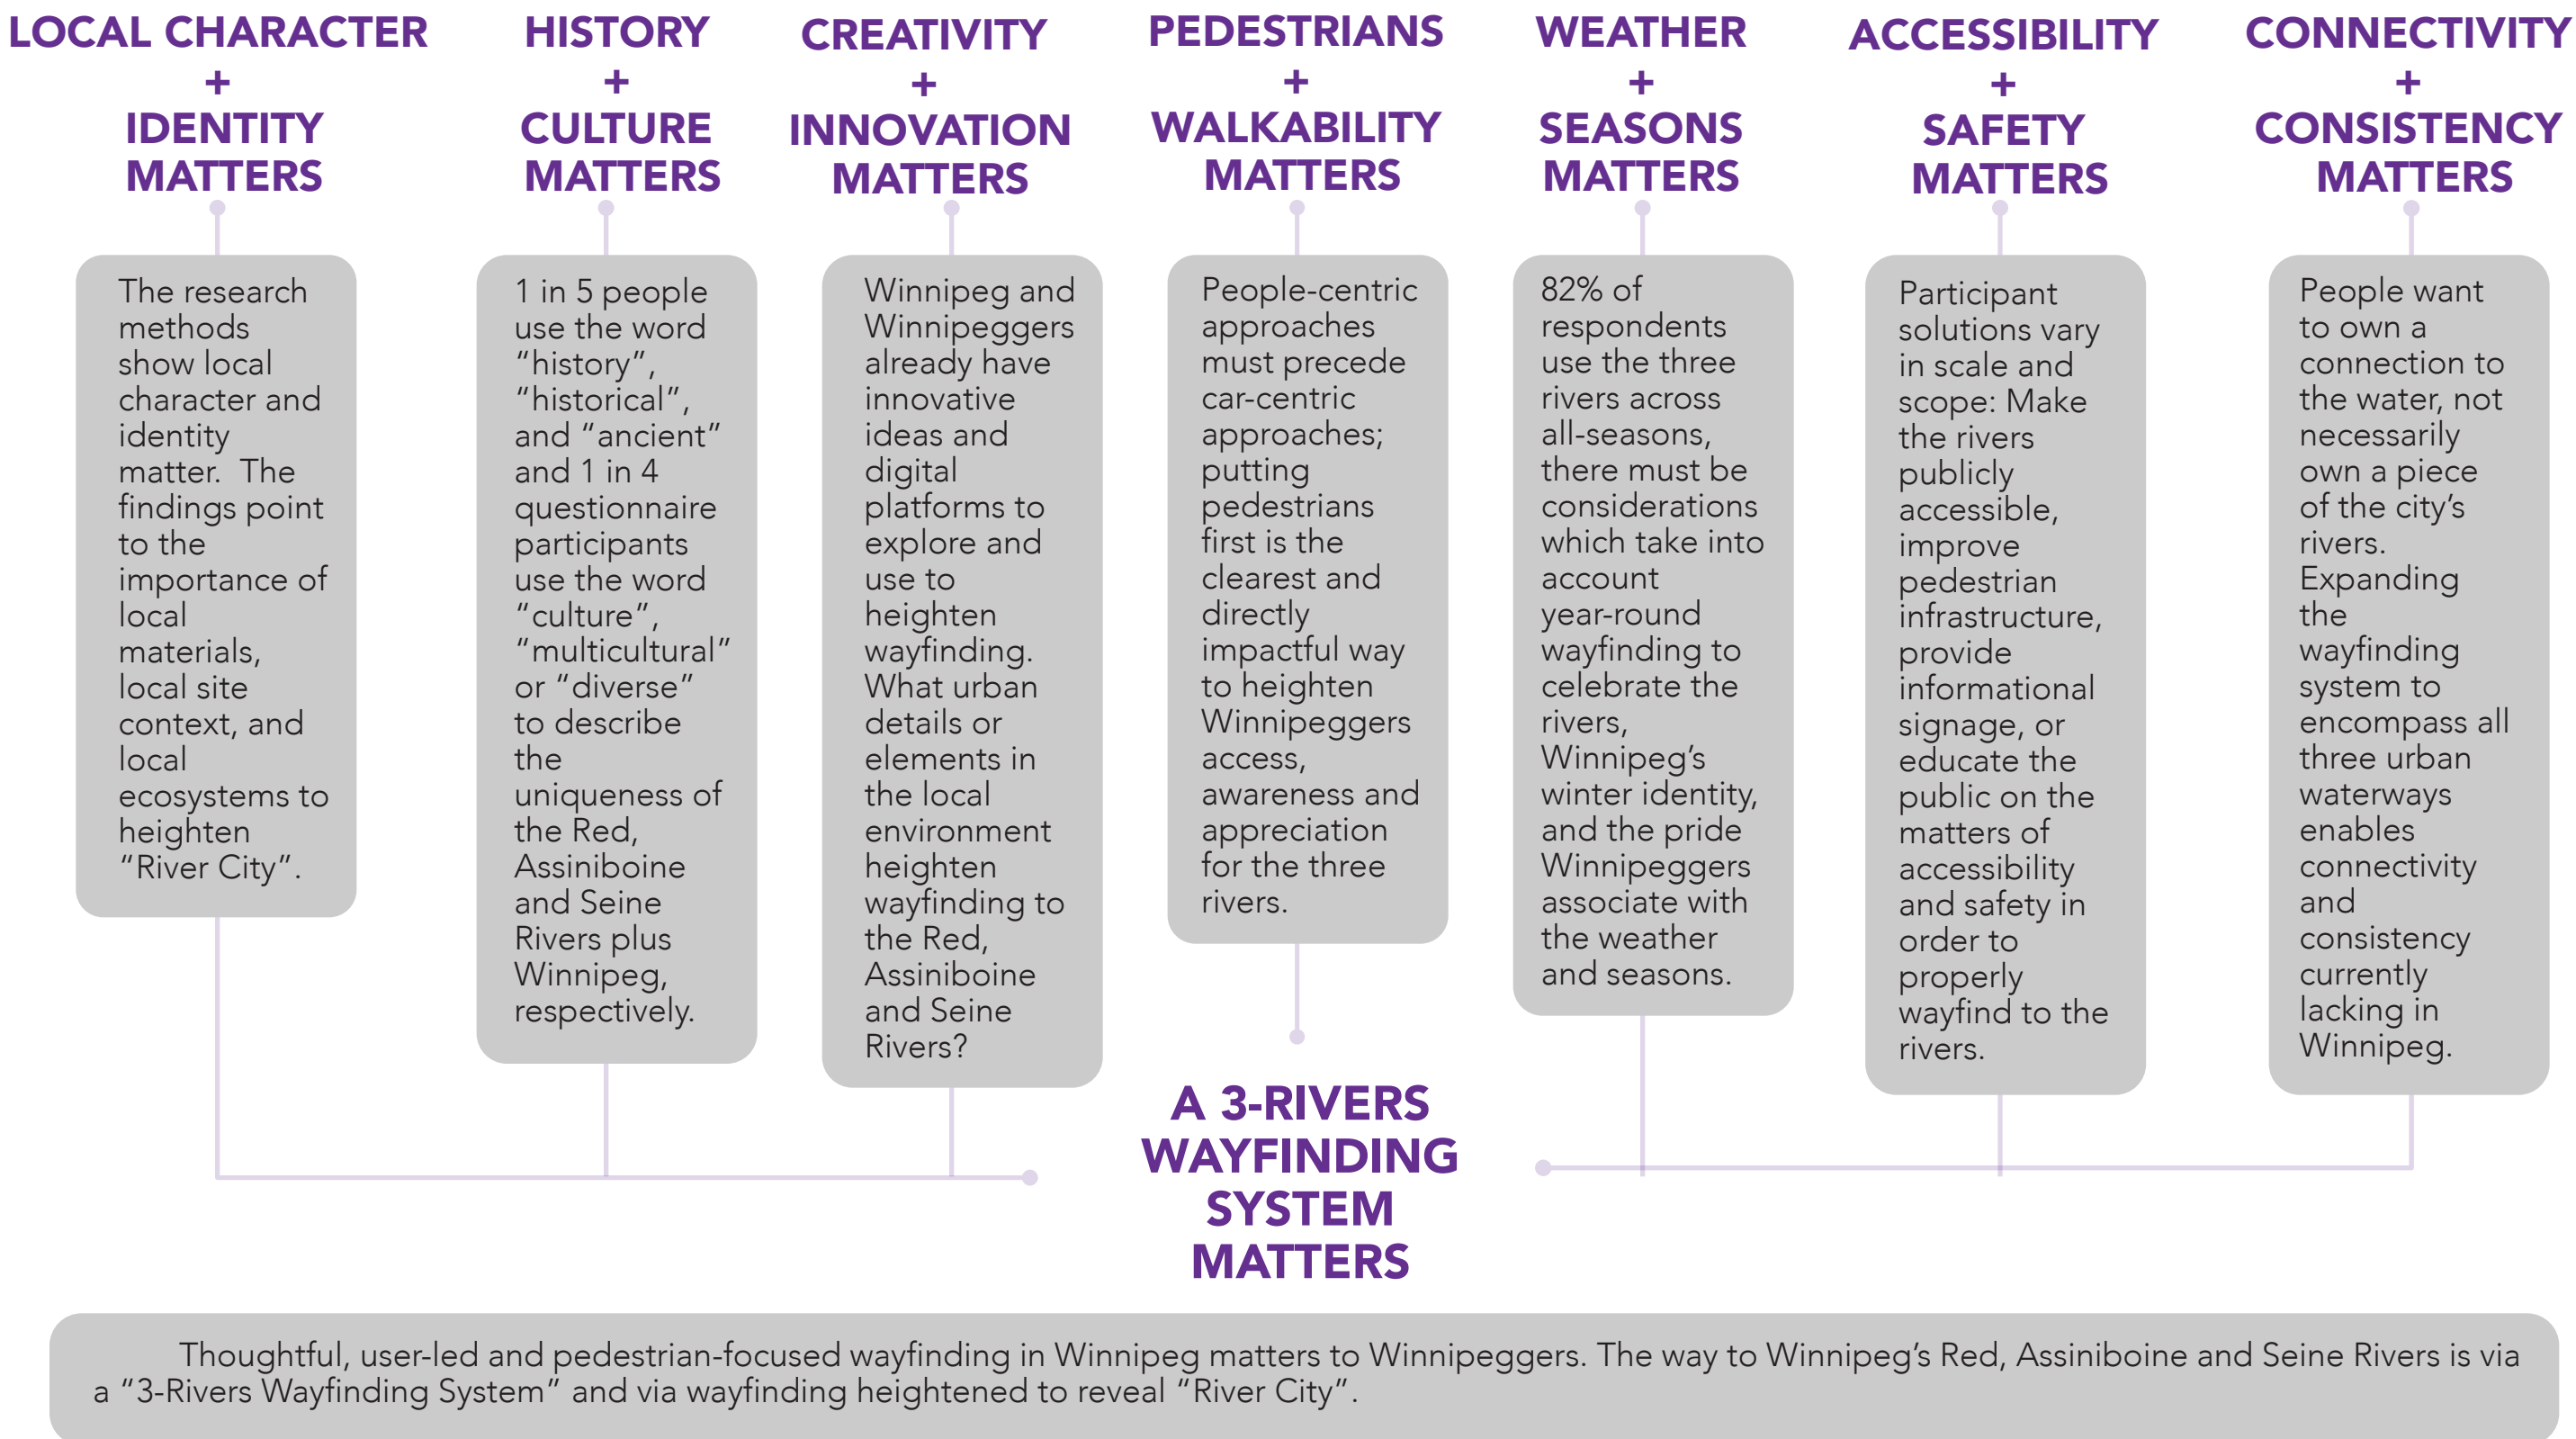 LOCAL CHARACTER
+
IDENTITY
MATTERS
The research
methods
show local
character and
identity
matter.  The
findings point
to the
importance of
local
materials,
local site
context, and
local
ecosystems to
heighten
“River City”.
HISTORY
+
CULTURE
MATTERS
1 in 5 people
use the word
“history”,
“historical”,
and “ancient”
and 1 in 4
questionnaire
participants
use the word
“culture”,
“multicultural”
or “diverse”
to describe
the
uniqueness of
the Red,
Assiniboine
and Seine
Rivers plus
Winnipeg,
respectively.
CREATIVITY
+
INNOVATION
MATTERS
Winnipeg and
Winnipeggers
already have
innovative
ideas and
digital
platforms to
explore and
use to
heighten
wayfinding.
What urban
details or
elements in
the local
environment
heighten
wayfinding to
the Red,
Assiniboine
and Seine
Rivers?
PEDESTRIANS
+
WALKABILITY
MATTERS
People-centric
approaches
must precede
car-centric
approaches;
putting
pedestrians
first is the
clearest and
directly
impactful way
to heighten
Winnipeggers
access,
awareness and
appreciation
for the three
rivers.
WEATHER
+
SEASONS
MATTERS
82% of
respondents
use the three
rivers across
all-seasons,
there must be
considerations
which take into
account
year-round
wayfinding to
celebrate the
rivers,
Winnipeg’s
winter identity,
and the pride
Winnipeggers
associate with
the weather
and seasons.
ACCESSIBILITY
+
SAFETY
MATTERS
Participant
solutions vary
in scale and
scope: Make
the rivers
publicly
accessible,
improve
pedestrian
infrastructure,
provide
informational
signage, or
educate the
public on the
matters of
accessibility
and safety in
order to
properly
wayfind to the
rivers.
CONNECTIVITY
+
CONSISTENCY
MATTERS
People want
to own a
connection to
the water, not
necessarily
own a piece
of the city’s
rivers.
Expanding
the
wayfinding
system to
encompass all
three urban
waterways
enables
connectivity
and
consistency
currently
lacking in
Winnipeg.
A 3-RIVERS
WAYFINDING
SYSTEM
MATTERS
Thoughtful, user-led and pedestrian-focused wayfinding in Winnipeg matters to Winnipeggers. The way to Winnipeg’s Red, Assiniboine and Seine Rivers is via
a “3-Rivers Wayfinding System” and via wayfinding heightened to reveal “River City”.